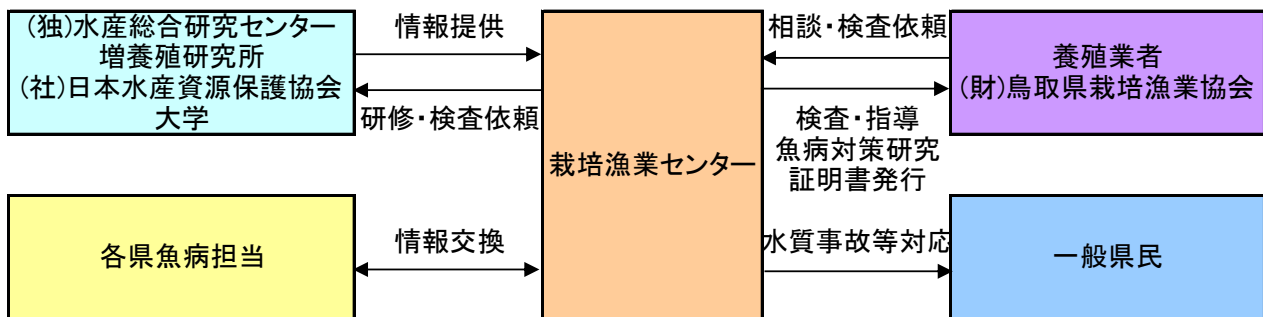 (独)水産総合研究センター
増養殖研究所
(社)日本水産資源保護協会
大学
情報提供
研修・検査依頼
栽培漁業センター
相談・検査依頼
検査・指導
魚病対策研究
証明書発行
養殖業者
(財)鳥取県栽培漁業協会
各県魚病担当
情報交換
水質事故等対応
一般県民